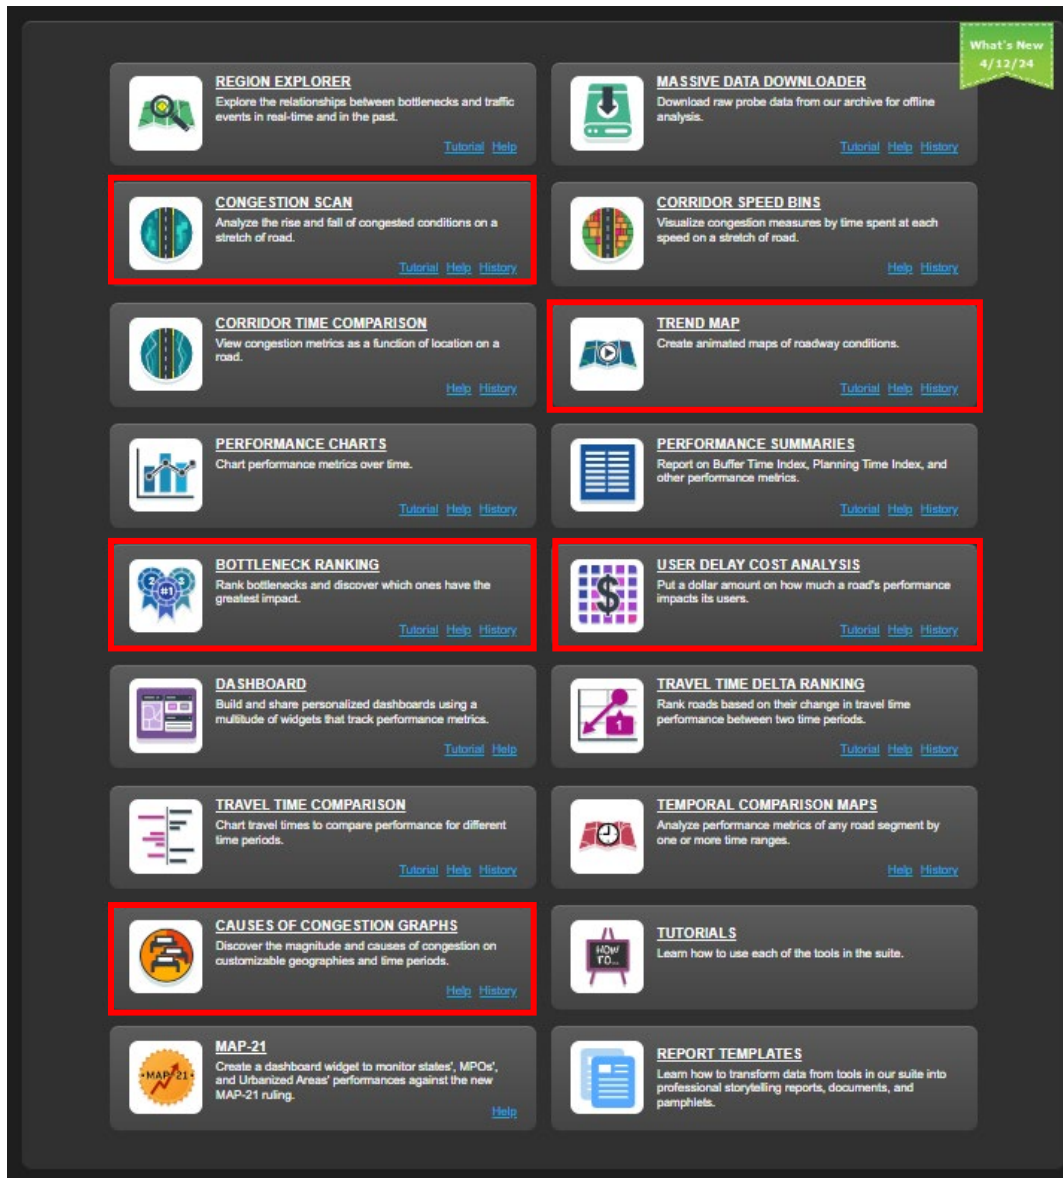 What's New
4/12/24
REGION EXPLORER
Explore the relationships between bottlenecks and traffic
events in real-time and in the past.
Tutorial Help
MASSIVE DATA DOWNLOADER
Download raw probe data from our archive for offline
analysis.
Tutorial Help History
CONGESTION SCAN
Analyze the rise and fall of congested conditions on a
stretch of road.
Tutorial Help History
CORRIDOR SPEED BINS
Visualize congestion measures by time spent at each
speed on a stretch of road.
Help History
CORRIDOR TIME COMPARISON
View congestion metrics as a function of location on a
road.
Help History
TREND MAP
Create animated maps of roadway conditions.
Tutorial Help History
PERFORMANCE CHARTS
Chart performance metrics over time.
Tutorial Help History
PERFORMANCE SUMMARIES
Report on Buffer Time Index, Planning Time Index, and
other performance metrics.
Tutorial Help History
2 #1 3
BOTTLENECK RANKING
Rank bottlenecks and discover which ones have the
greatest impact.
Tutorial Help History
$
USER DELAY COST ANALYSIS
Put a dollar amount on how much a road's performance
impacts its users.
Tutorial Help History
DASHBOARD
Build and share personalized dashboards using a
multitude of widgets that track performance metrics.
Tutorial Help
1
TRAVEL TIME DELTA RANKING
Rank roads based on their change in travel time
performance between two time periods.
Tutorial Help History
TRAVEL TIME COMPARISON
Chart travel times to compare performance for different
time periods.
Tutorial Help History
TEMPORAL COMPARISON MAPS
Analyze performance metrics of any road segment by
one or more time ranges.
Help History
CAUSES OF CONGESTION GRAPHS
Discover the magnitude and causes of congestion on
customizable geographies and time periods.
Help History
HOW
TO...
TUTORIALS
Learn how to use each of the tools in the suite.
MAP 21
MAP-21
Create a dashboard widget to monitor states', MPOs',
and Urbanized Areas' performances against the new
MAP-21 ruling.
Help
REPORT TEMPLATES
Learn how to transform data from tools in our suite into
professional storytelling reports, documents, and
pamphlets.